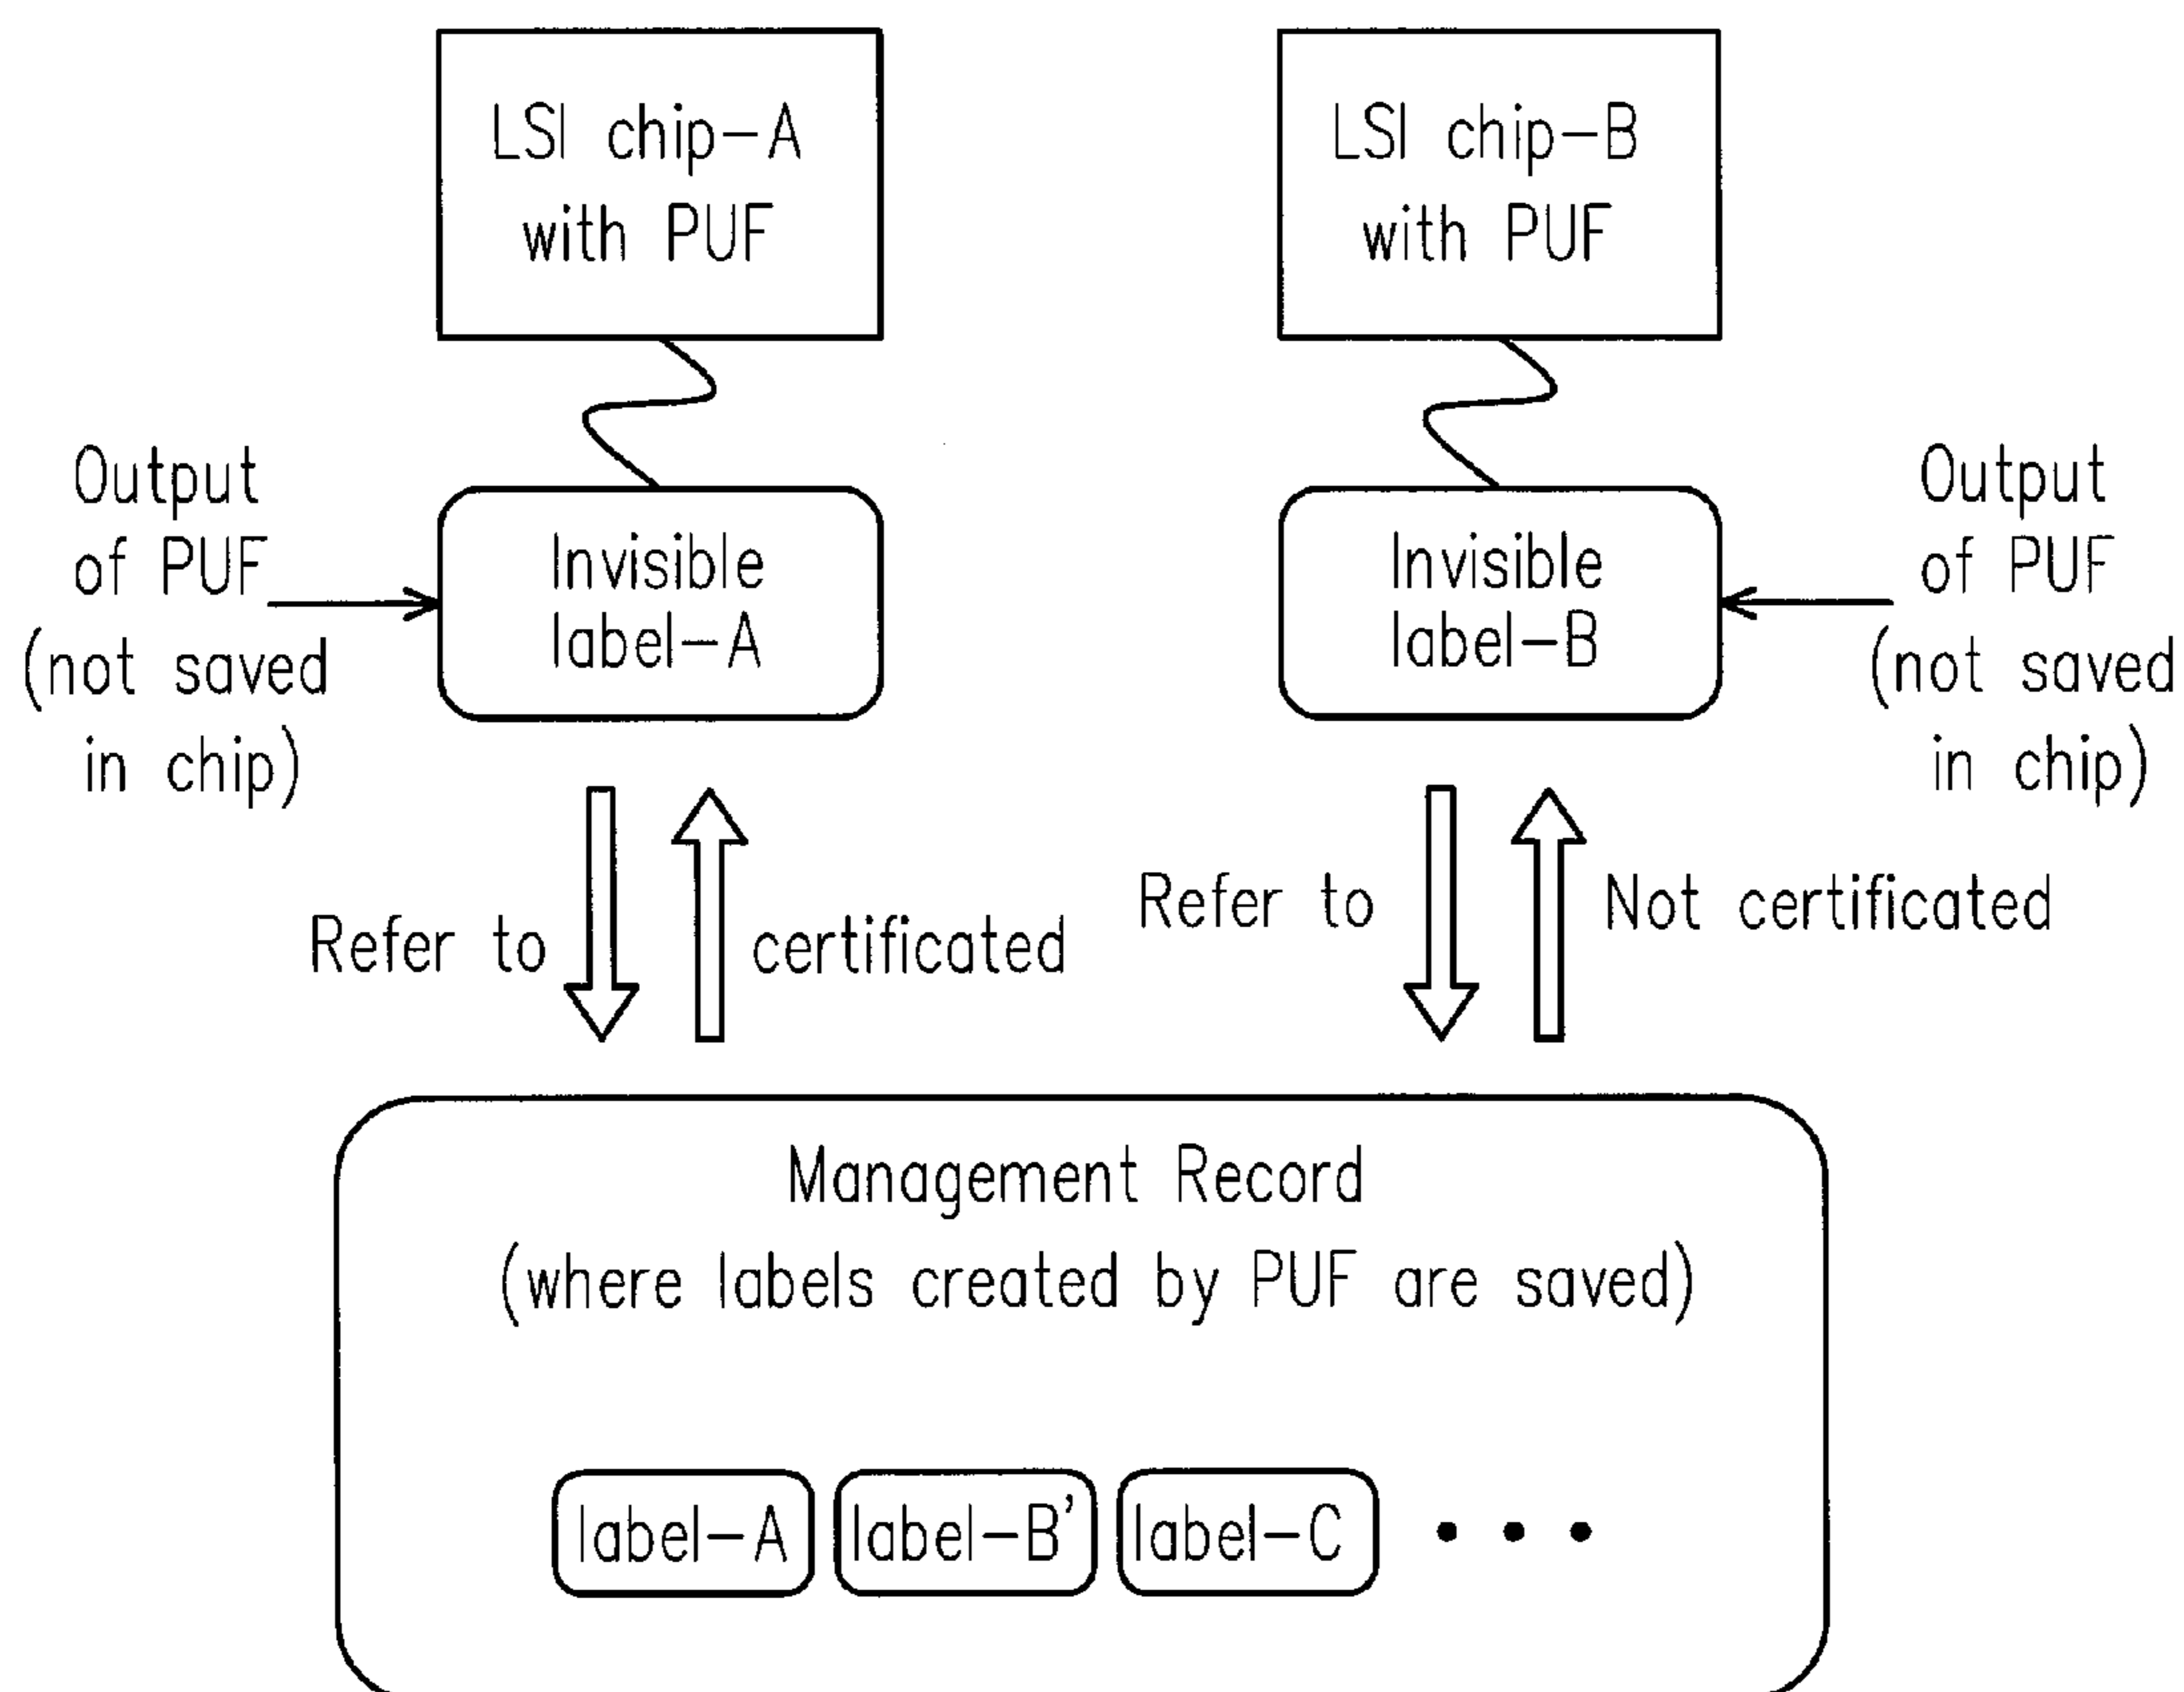 LSI chip-A
with PUF
LSI chip-B
with PUF
Output
of PUF
(not saved
in chip)
Invisible
label-A
Invisible
label-B
Output
of PUF
(not saved
in chip)
Refer to
certificated
Refer to
Not certificated
Management Record
(where labels created by PUF are saved)
label-A
label-B'
label-C
• • •